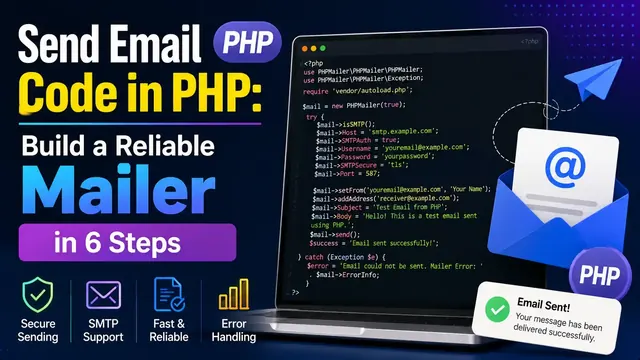 Send Email PHP
Code in PHP:
Build a Reliable
Mailer
in 6 Steps
Secure
Sending
SMTP
Support
Fast &
Reliable
Error
Handling
<?php
<?php
use PHPMailer\PHPMailer\PHPMailer;
use PHPMailer\PHPMailer\Exception;
require 'vendor/autoload.php';
$mail = new PHPMailer(true);
try {
$mail->isSMTP();
$mail->Host = 'smtp.example.com';
$mail->SMTPAuth = true;
$mail->Username = 'youremail@example.com';
$mail->Password = 'yourpassword';
$mail->SMTPSecure = 'tls';
$mail->Port = 587;
$mail->setFrom('youremail@example.com', 'Your Name');
$mail->addAddress('receiver@example.com');
$mail->Subject = 'Test Email from PHP';
$mail->Body = 'Hello! This is a test email sent
using PHP.';
$mail->send();
$success = 'Email sent successfully!';
} catch (Exception $e) {
$error = 'Email could not be sent. Mailer Error: '
. $mail->ErrorInfo;
}
?>
@
PHP
Email Sent!
Your message has been
delivered successfully.